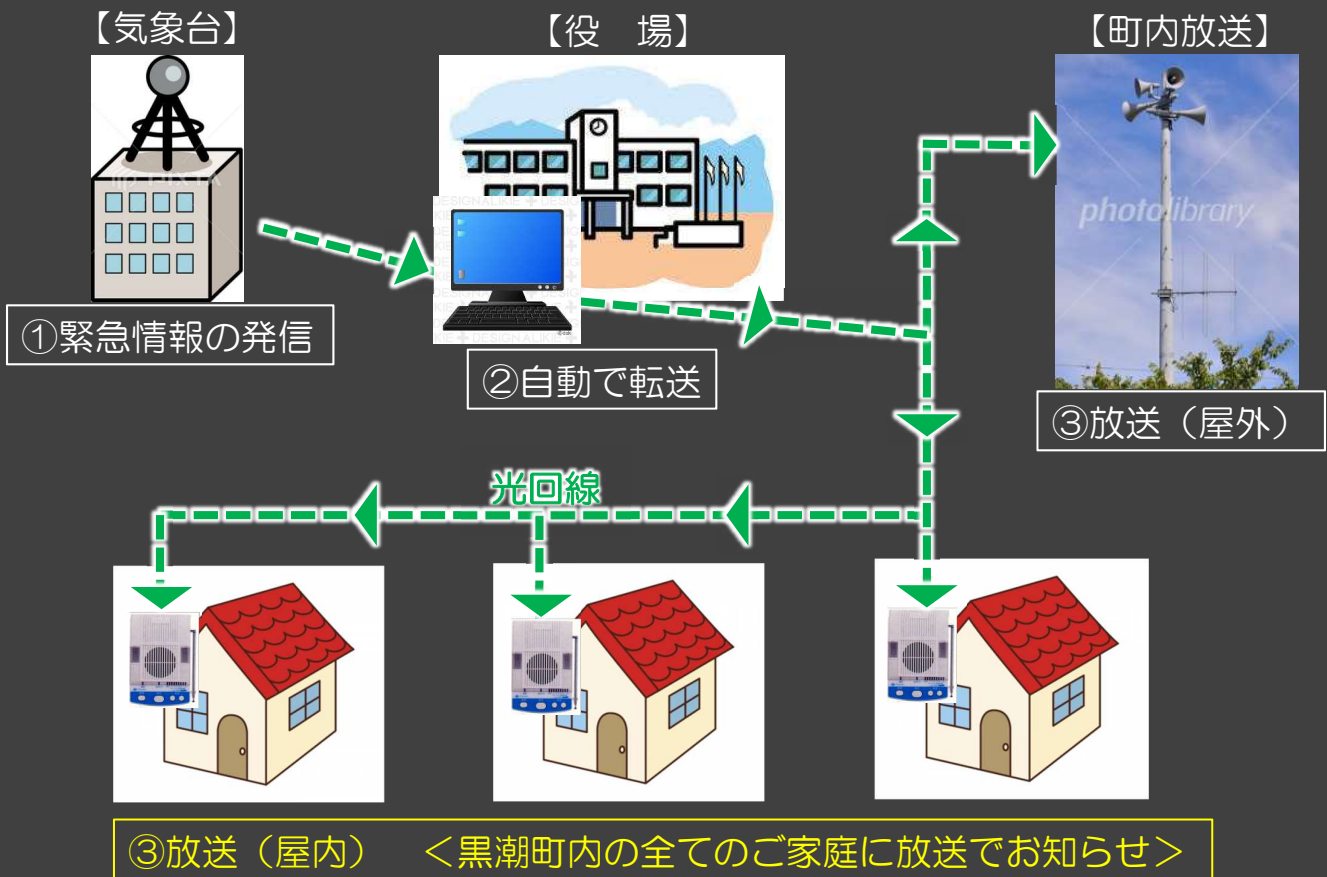 【気象台】
【役　場】
【町内放送】
photolibrary
①緊急情報の発信
②自動で転送
③放送（屋外）
光回線
③放送（屋内）　＜黒潮町内の全てのご家庭に放送でお知らせ＞